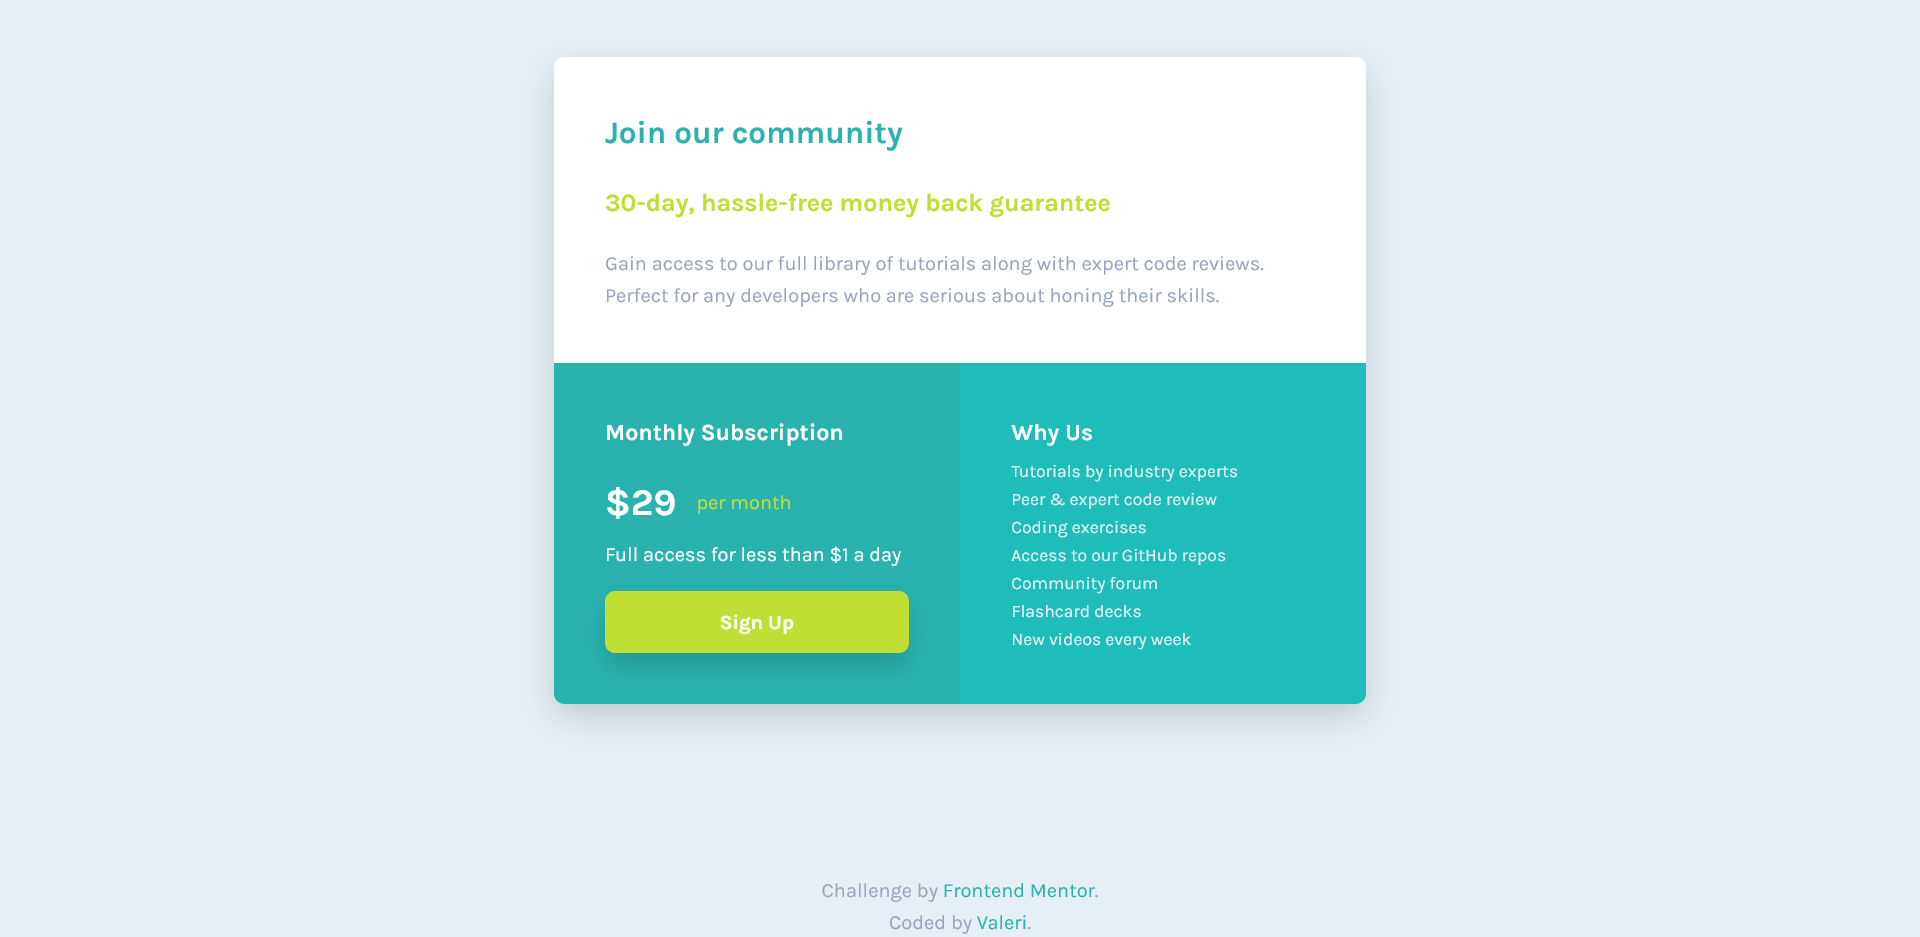 Join our community
30-day, hassle-free money back guarantee
Gain access to our full library of tutorials along with expert code reviews.
Perfect for any developers who are serious about honing their skills.
Monthly Subscription
$29 per month
Full access for less than $1 a day
Sign Up
Why Us
Tutorials by industry experts
Peer & expert code review
Coding exercises
Access to our GitHub repos
Community forum
Flashcard decks
New videos every week
Challenge by Frontend Mentor.
Coded by Valeri.